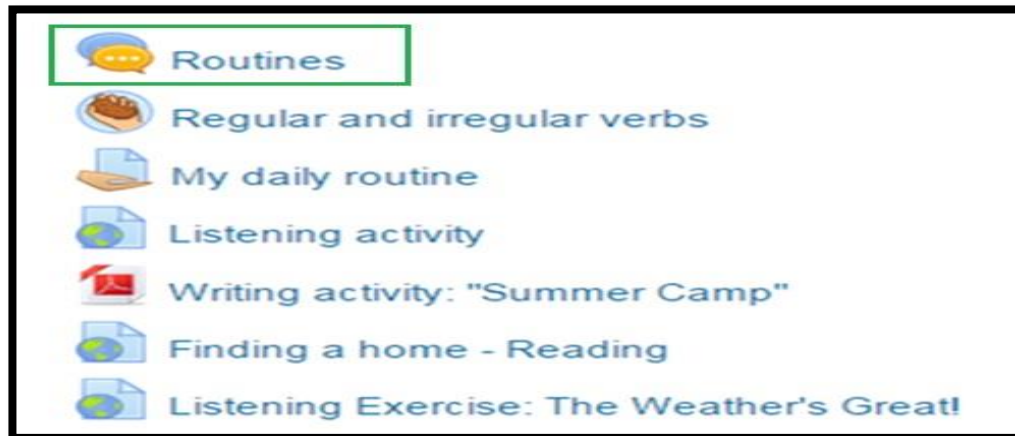 Routines
Regular and irregular verbs
My daily routine
Listening activity
Writing activity: "Summer Camp"
Finding a home - Reading
Listening Exercise: The Weather's Great!